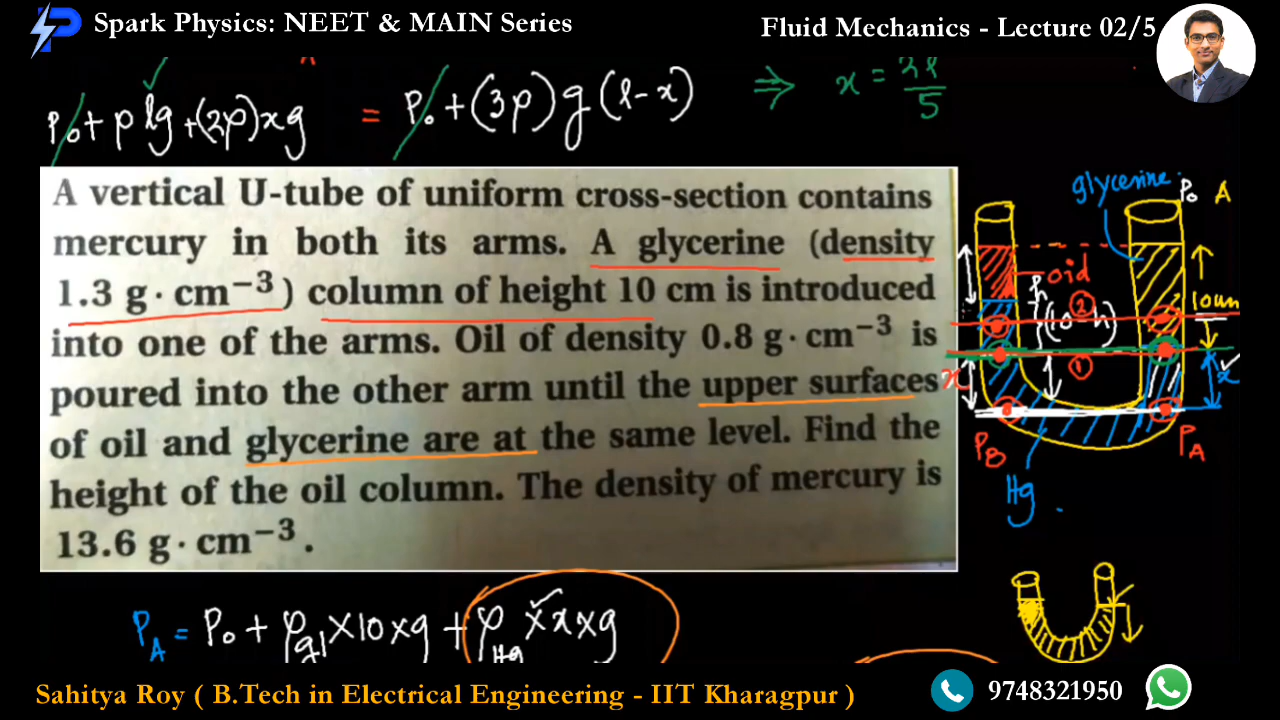 Spark Physics: NEET & MAIN Series
Fluid Mechanics - Lecture 02/5
P₀ + ρlg + (2ρ)xg = P₀ + (3ρ)g(l-x) ⇒ x = 2l/5
A vertical U-tube of uniform cross-section contains
mercury in both its arms. A glycerine (density
1.3 g·cm⁻³) column of height 10 cm is introduced
into one of the arms. Oil of density 0.8 g·cm⁻³ is
poured into the other arm until the upper surfaces
of oil and glycerine are at the same level. Find the
height of the oil column. The density of mercury is
13.6 g·cm⁻³.
glycerine
P₀ A
oid
h
②
10cm
(10-h)
①
x
x
P_B
P_A
Hg
P_A = P₀ + ρ_gl × 10 × g + ρ_Hg × x × g
Sahitya Roy ( B.Tech in Electrical Engineering - IIT Kharagpur )
9748321950